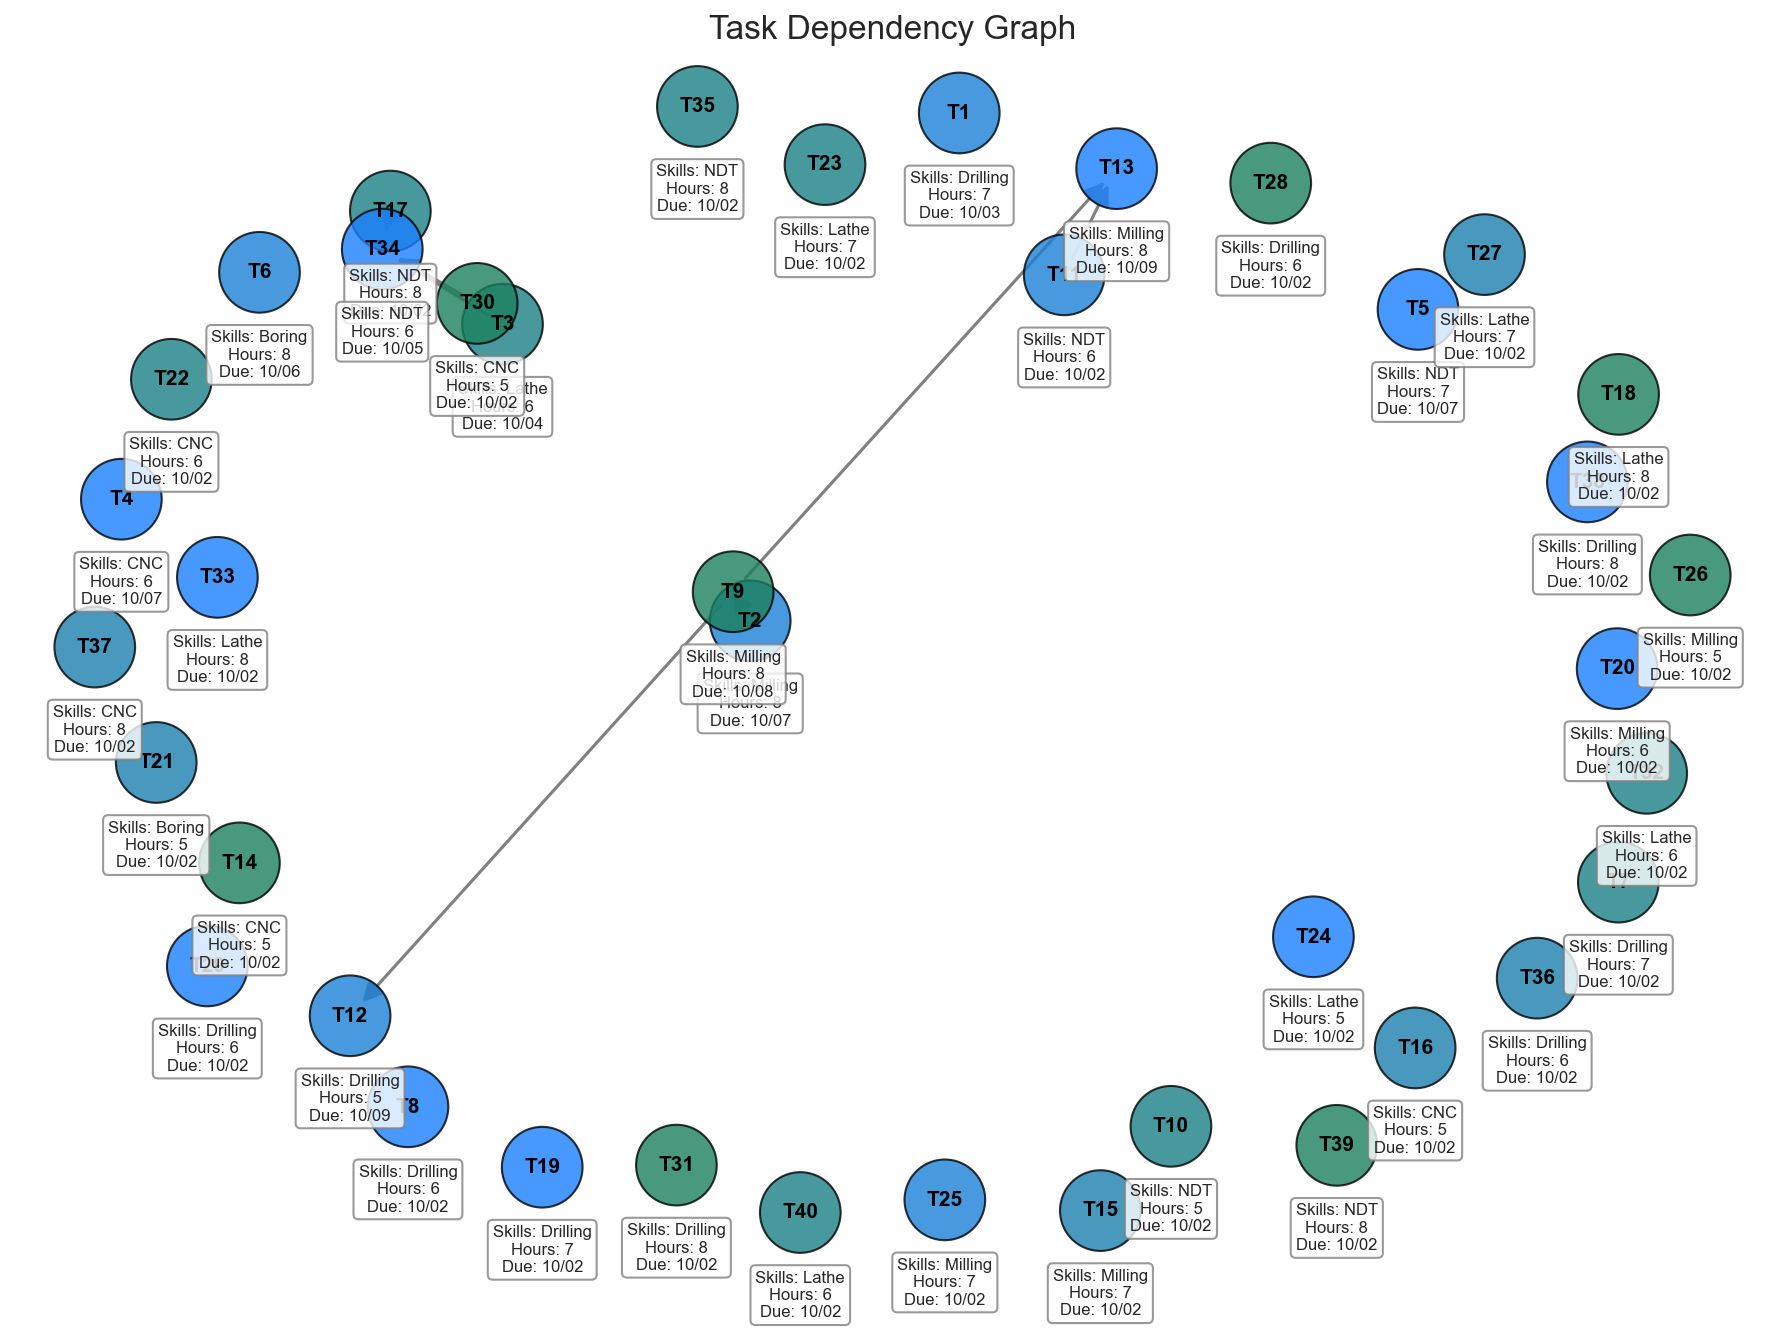 Task Dependency Graph
T35
Skills: NDT
Hours: 8
Due: 10/02
T23
Skills: Lathe
Hours: 7
Due: 10/02
T1
Skills: Drilling
Hours: 7
Due: 10/03
T13
Skills: Milling
Hours: 8
Due: 10/09
T28
Skills: Drilling
Hours: 6
Due: 10/02
T17
Skills: NDT
Hours: 8
T34
Skills: NDT
Hours: 6
Due: 10/05
T6
Skills: Boring
Hours: 8
Due: 10/06
T30
Skills: CNC
Hours: 5
Due: 10/02
T3
Due: 10/04
Skills: NDT
Hours: 6
Due: 10/02
T27
Skills: Lathe
Hours: 7
Due: 10/02
T5
Skills: NDT
Hours: 7
Due: 10/07
T22
Skills: CNC
Hours: 6
Due: 10/02
T18
Skills: Lathe
Hours: 8
Due: 10/02
Skills: Drilling
Hours: 8
Due: 10/02
T4
Skills: CNC
Hours: 6
Due: 10/07
T33
Skills: Lathe
Hours: 8
Due: 10/02
T9
Skills: Milling
Hours: 8
Due: 10/08
T2
Due: 10/07
T26
Skills: Milling
Hours: 5
Due: 10/02
T37
Skills: CNC
Hours: 8
Due: 10/02
T20
Skills: Milling
Hours: 6
Due: 10/02
T21
Skills: Boring
Hours: 5
Due: 10/02
Skills: Lathe
Hours: 6
Due: 10/02
T14
Skills: CNC
Hours: 5
Due: 10/02
Skills: Drilling
Hours: 7
Due: 10/02
T24
Skills: Lathe
Hours: 5
Due: 10/02
T36
Skills: Drilling
Hours: 6
Due: 10/02
Skills: Drilling
Hours: 6
Due: 10/02
T12
Skills: Drilling
Hours: 5
Due: 10/09
T16
Skills: CNC
Hours: 5
Due: 10/02
T8
Skills: Drilling
Hours: 6
Due: 10/02
T10
Skills: NDT
Hours: 5
Due: 10/02
T39
Skills: NDT
Hours: 8
Due: 10/02
T19
Skills: Drilling
Hours: 7
Due: 10/02
T31
Skills: Drilling
Hours: 8
Due: 10/02
T40
Skills: Lathe
Hours: 6
Due: 10/02
T25
Skills: Milling
Hours: 7
Due: 10/02
T15
Skills: Milling
Hours: 7
Due: 10/02